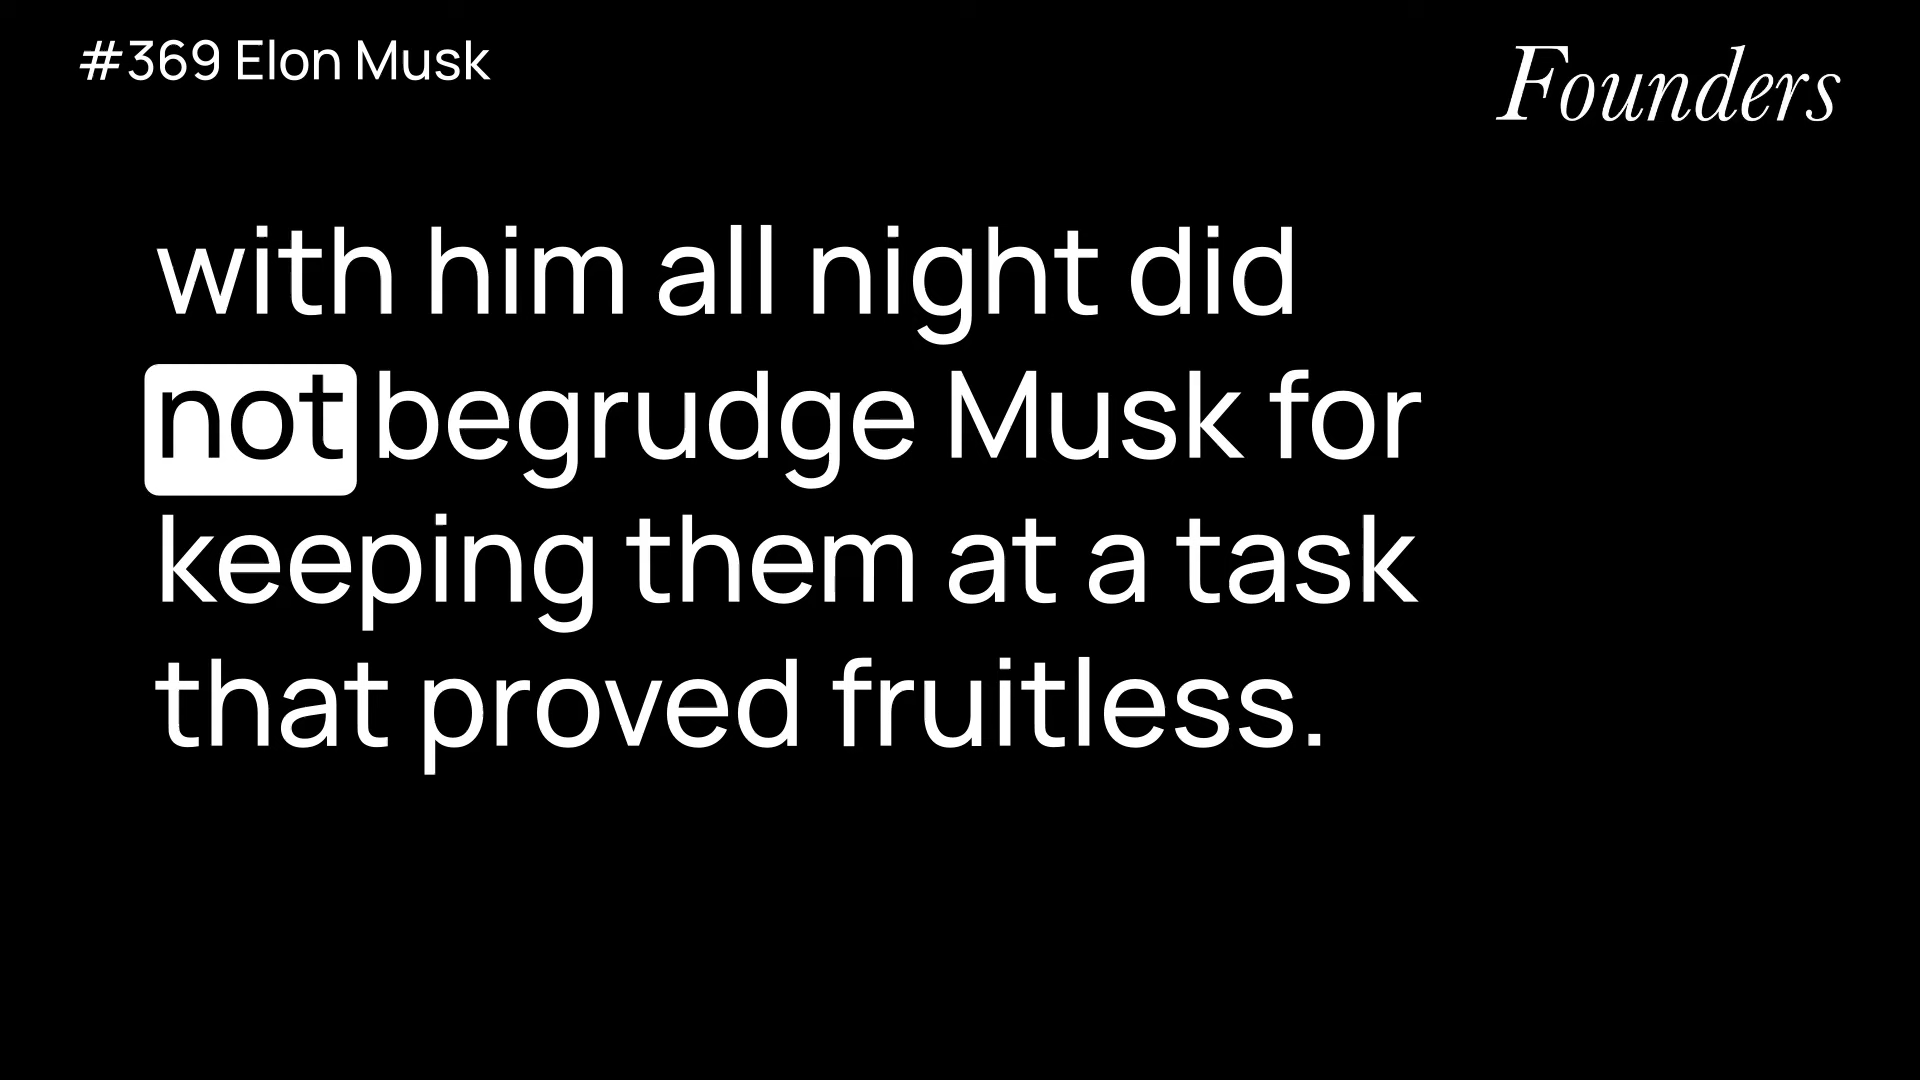 #369 Elon Musk
Founders
with him all night did
not begrudge Musk for
keeping them at a task
that proved fruitless.